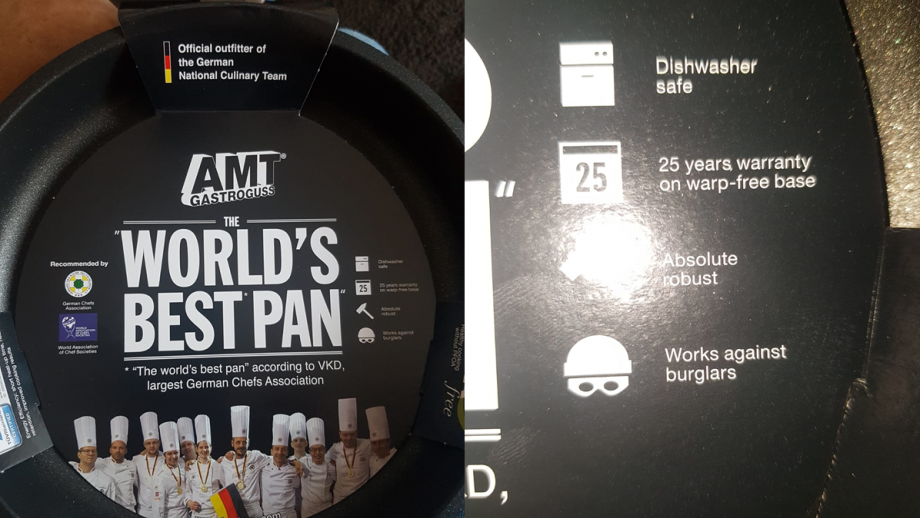 Official outfitter of
the German
National Culinary Team
AMT®
GASTROGUSS
THE
"WORLD'S
BEST* PAN"
Recommended by
German Chefs
Association
World Association
of Chef Societies
Dishwasher
safe
25
25 years warranty
on warp-free base
Absolute
robust
Works against
burglars
* "The world's best pan" according to VKD,
largest German Chefs Association
free
Dishwasher
safe
25
25 years warranty
on warp-free base
"
Absolute
robust
Works against
burglars
D,